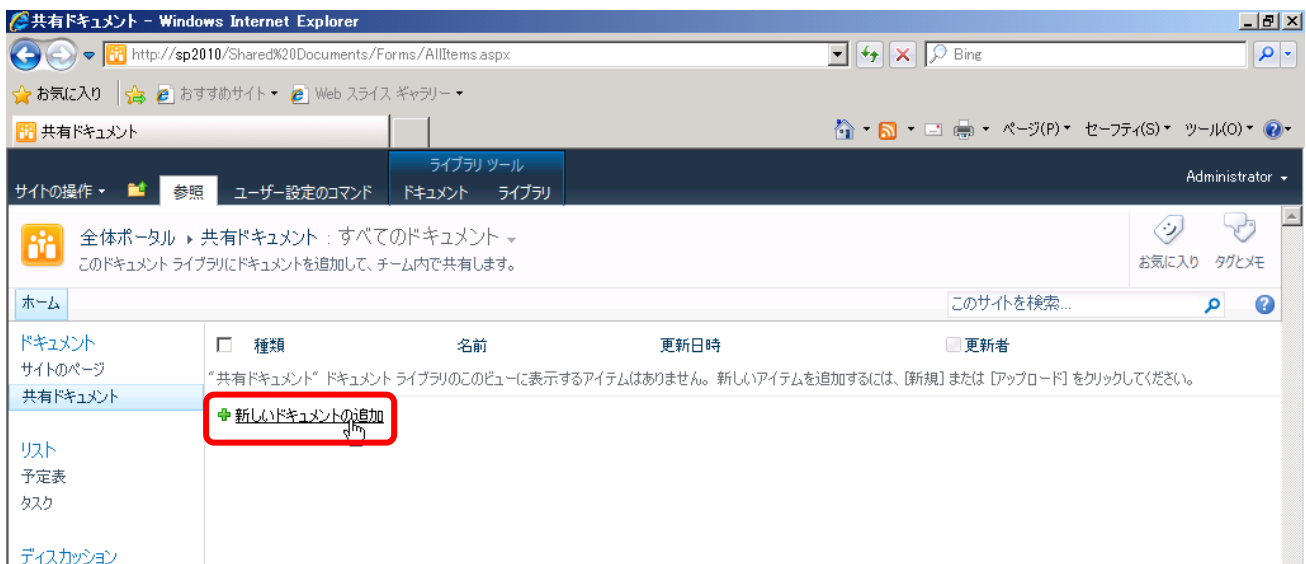 共有ドキュメント - Windows Internet Explorer
http://sp2010/Shared%20Documents/Forms/AllItems.aspx Bing
お気に入り おすすめサイト Web スライス ギャラリー
共有ドキュメント ページ(P) セーフティ(S) ツール(O)
ライブラリ ツール
サイトの操作 参照 ユーザー設定のコマンド ドキュメント ライブラリ Administrator
全体ポータル 共有ドキュメント : すべてのドキュメント
このドキュメント ライブラリにドキュメントを追加して、チーム内で共有します。
お気に入り タグとメモ
ホーム このサイトを検索...
ドキュメント
サイトのページ
共有ドキュメント
リスト
予定表
タスク
ディスカッション
種類 名前 更新日時 更新者
"共有ドキュメント" ドキュメント ライブラリのこのビューに表示するアイテムはありません。新しいアイテムを追加するには、[新規] または [アップロード] をクリックしてください。
新しいドキュメントの追加